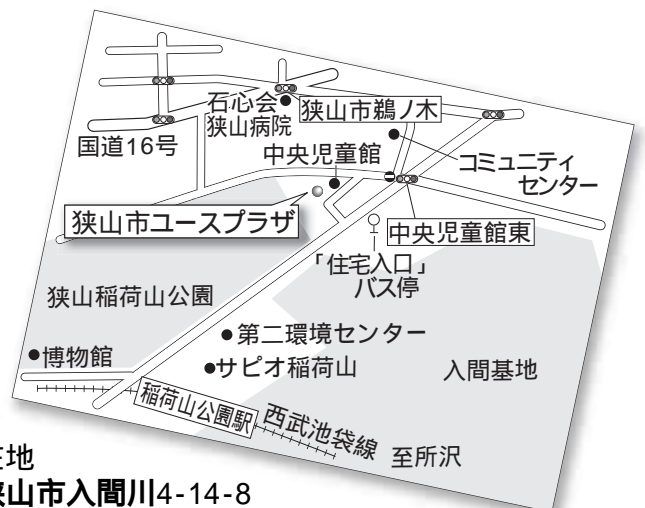 石心会
狭山病院
狭山市鵜ノ木
国道16号
中央児童館
コミュニティ
センター
狭山市ユースプラザ
中央児童館東
「住宅入口」
バス停
狭山稲荷山公園
第二環境センター
博物館
サピオ稲荷山
入間基地
稲荷山公園駅
西武池袋線
至所沢
在地
狭山市入間川4-14-8